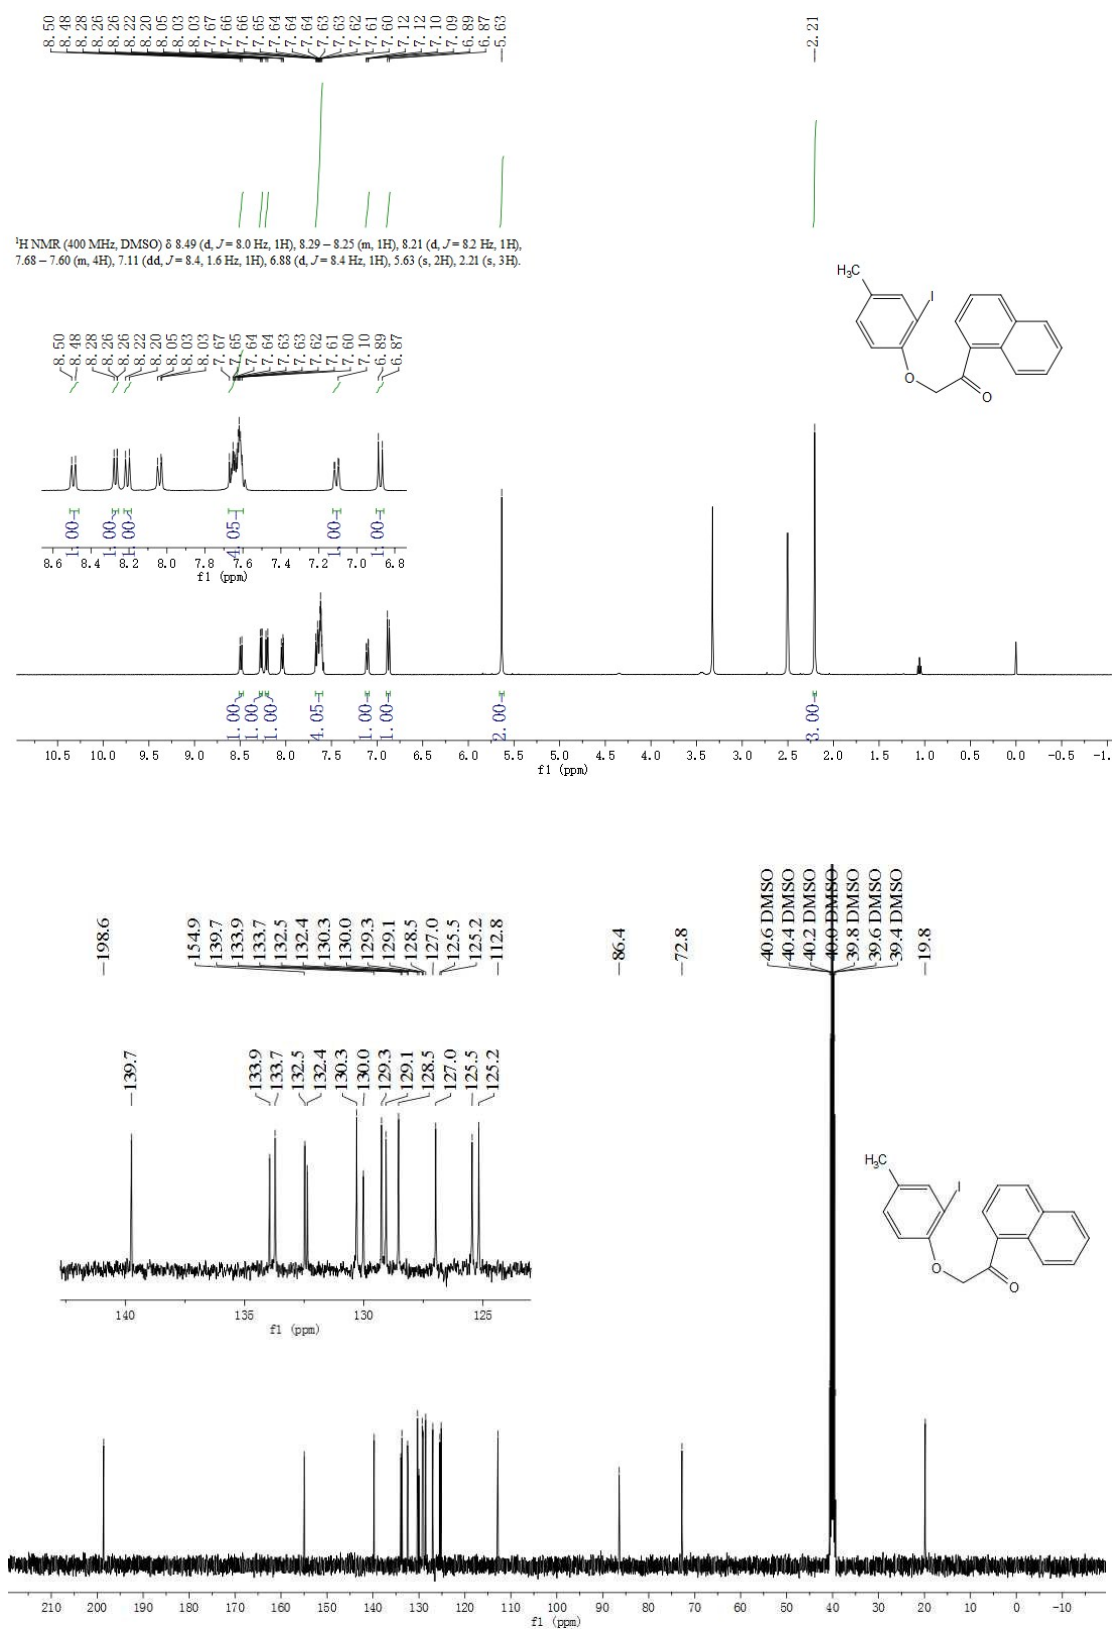 8.50 8.48 8.28 8.26 8.26 8.22 8.20 8.05 8.03 8.03 7.67 7.66 7.66 7.65 7.64 7.64 7.64 7.63 7.63 7.62 7.61 7.60 7.12 7.12 7.10 7.09 6.89 6.87 5.63 2.21
¹H NMR (400 MHz, DMSO) δ 8.49 (d, J = 8.0 Hz, 1H), 8.29 – 8.25 (m, 1H), 8.21 (d, J = 8.2 Hz, 1H),
7.68 – 7.60 (m, 4H), 7.11 (dd, J = 8.4, 1.6 Hz, 1H), 6.88 (d, J = 8.4 Hz, 1H), 5.63 (s, 2H), 2.21 (s, 3H).
H₃C
I
O
O
8.50 8.48 8.28 8.26 8.26 8.22 8.20 8.05 8.03 8.03 7.67 7.65 7.64 7.64 7.63 7.63 7.62 7.61 7.60 7.10 6.89 6.87
1.00 1.00 1.00 4.05 1.00 1.00
8.6 8.4 8.2 8.0 7.8 7.6 7.4 7.2 7.0 6.8
f1 (ppm)
1.00 1.00 1.00 4.05 1.00 1.00 2.00 3.00
10.5 10.0 9.5 9.0 8.5 8.0 7.5 7.0 6.5 6.0 5.5 5.0 4.5 4.0 3.5 3.0 2.5 2.0 1.5 1.0 0.5 0.0 -0.5 -1.
f1 (ppm)
198.6 154.9 139.7 133.9 133.7 132.5 132.4 130.3 130.0 129.3 129.1 128.5 127.0 125.5 125.2 112.8 86.4 72.8 40.6 DMSO 40.4 DMSO 40.2 DMSO 40.0 DMSO 39.8 DMSO 39.6 DMSO 39.4 DMSO 19.8
139.7 133.9 133.7 132.5 132.4 130.3 130.0 129.3 129.1 128.5 127.0 125.5 125.2
140 135 130 125
f1 (ppm)
H₃C
I
O
O
210 200 190 180 170 160 150 140 130 120 110 100 90 80 70 60 50 40 30 20 10 0 -10
f1 (ppm)